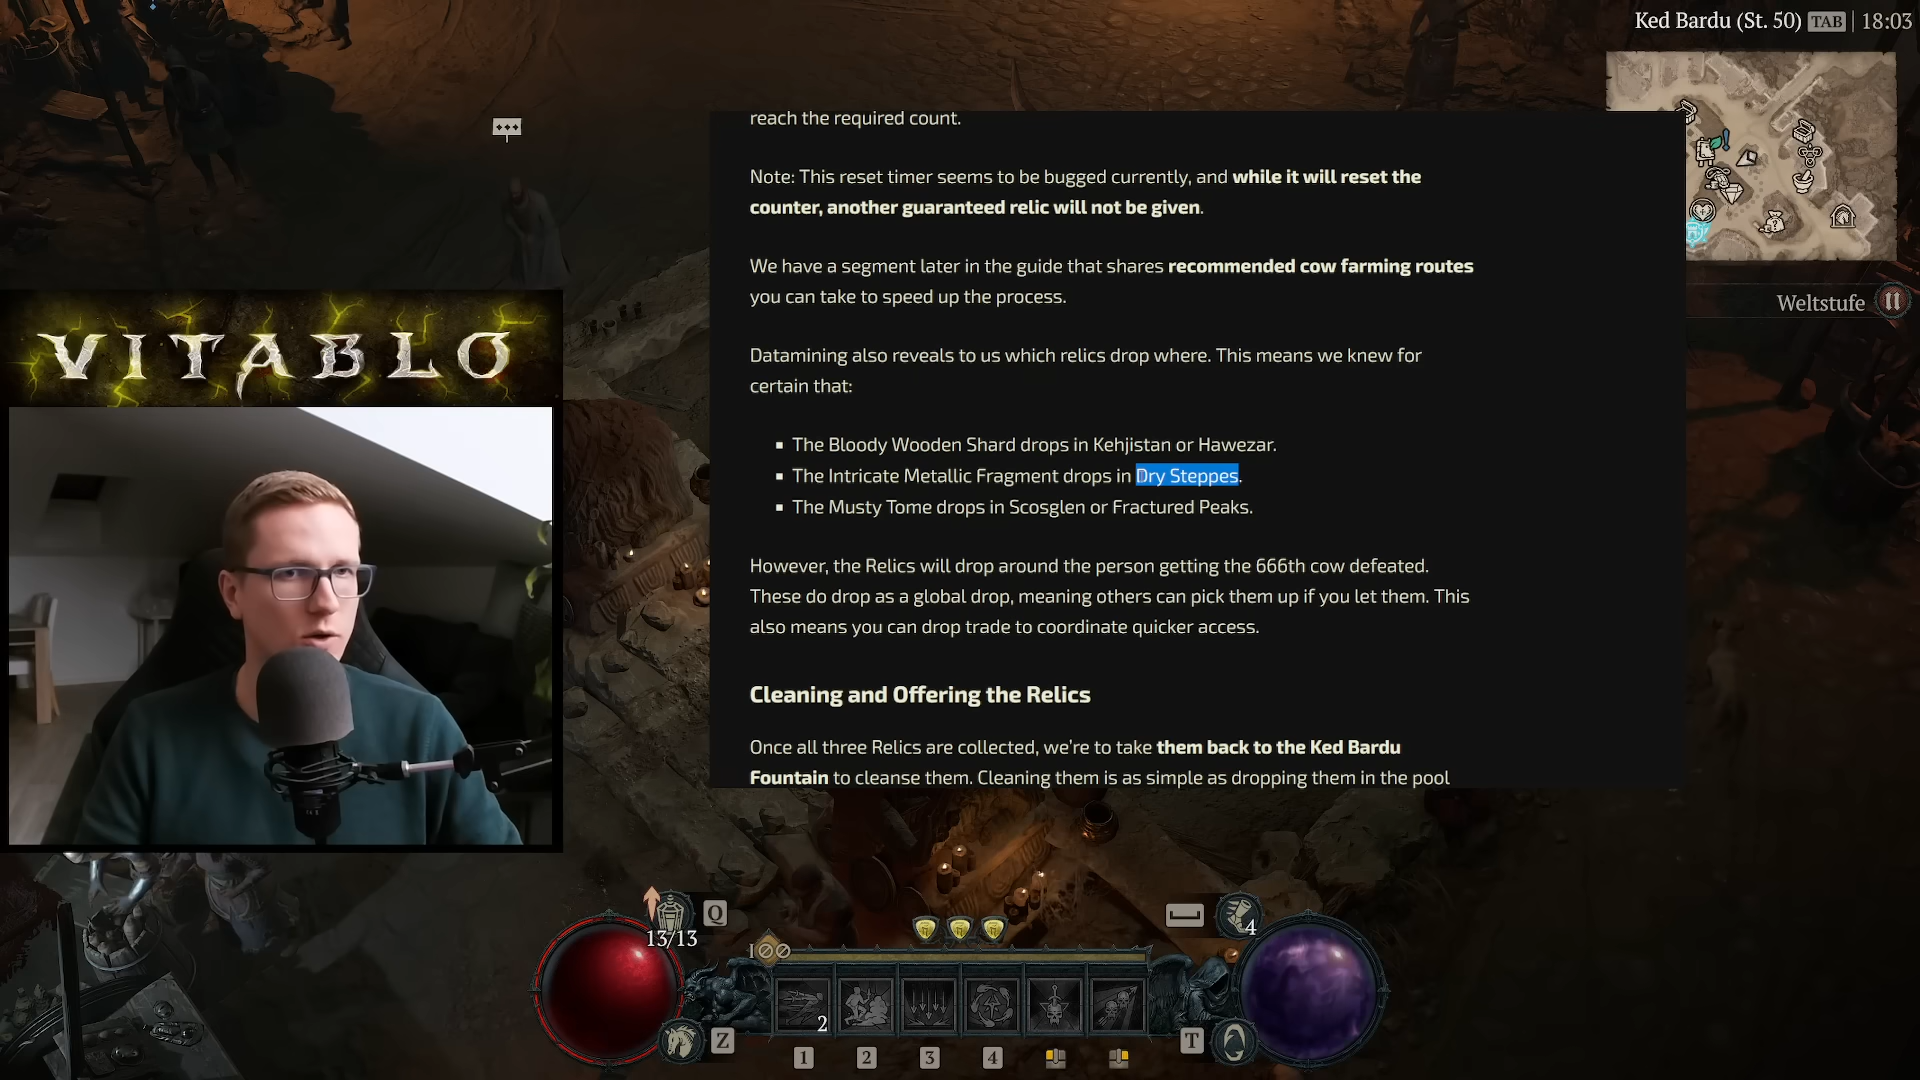 Ked Bardu (St. 50) TAB | 18:03
reach the required count.
Note: This reset timer seems to be bugged currently, and while it will reset the
counter, another guaranteed relic will not be given.
We have a segment later in the guide that shares recommended cow farming routes
you can take to speed up the process.
Weltstufe II
VITABLO
Datamining also reveals to us which relics drop where. This means we knew for
certain that:
▪ The Bloody Wooden Shard drops in Kehjistan or Hawezar.
▪ The Intricate Metallic Fragment drops in Dry Steppes.
▪ The Musty Tome drops in Scosglen or Fractured Peaks.
However, the Relics will drop around the person getting the 666th cow defeated.
These do drop as a global drop, meaning others can pick them up if you let them. This
also means you can drop trade to coordinate quicker access.
Cleaning and Offering the Relics
Once all three Relics are collected, we're to take them back to the Ked Bardu
Fountain to cleanse them. Cleaning them is as simple as dropping them in the pool
Q
13/13
4
100
2
Z
T
1 2 3 4